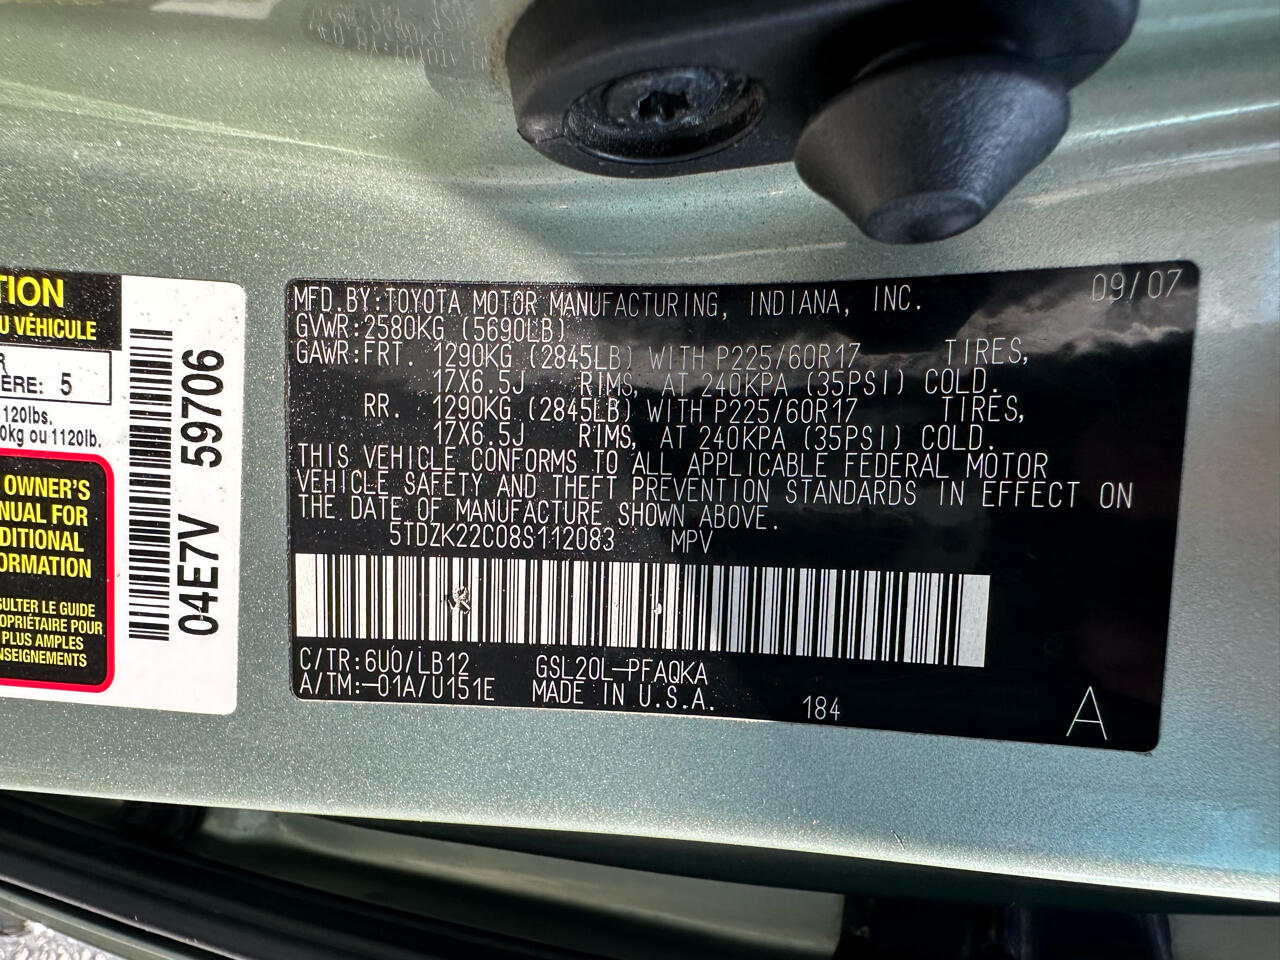 TION
U VÉHICULE
R
ÈRE: 5
1120lbs.
0kg ou 1120lb.
OWNER'S
NUAL FOR
DITIONAL
ORMATION
SULTER LE GUIDE
OPRIÉTAIRE POUR
PLUS AMPLES
NSEIGNEMENTS
04E7V 59706
09/07
MFD.BY:TOYOTA MOTOR MANUFACTURING, INDIANA, INC.
GVWR:2580KG (5690LB)
GAWR:FRT. 1290KG (2845LB) WITH P225/60R17 TIRES,
17X6.5J RIMS, AT 240KPA (35PSI) COLD.
RR. 1290KG (2845LB) WITH P225/60R17 TIRES,
17X6.5J RIMS, AT 240KPA (35PSI) COLD.
THIS VEHICLE CONFORMS TO ALL APPLICABLE FEDERAL MOTOR
VEHICLE SAFETY AND THEFT PREVENTION STANDARDS IN EFFECT ON
THE DATE OF MANUFACTURE SHOWN ABOVE.
5TDZK22C08S112083 MPV
C/TR:6U0/LB12 GSL20L-PFAQKA
A/TM:-01A/U151E MADE IN U.S.A.
184
A